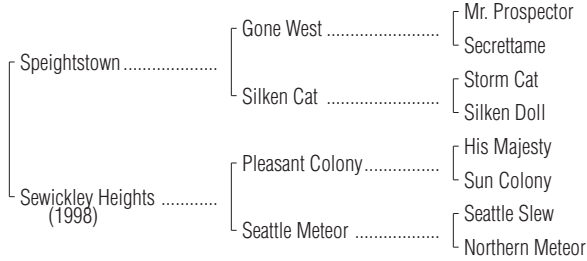 Mr. Prospector
Gone West ........................
Secrettame
Speightstown ....................
Storm Cat
Silken Cat ........................
Silken Doll
His Majesty
Pleasant Colony ................
Sun Colony
Sewickley Heights ............
(1998)
Seattle Slew
Seattle Meteor ..................
Northern Meteor